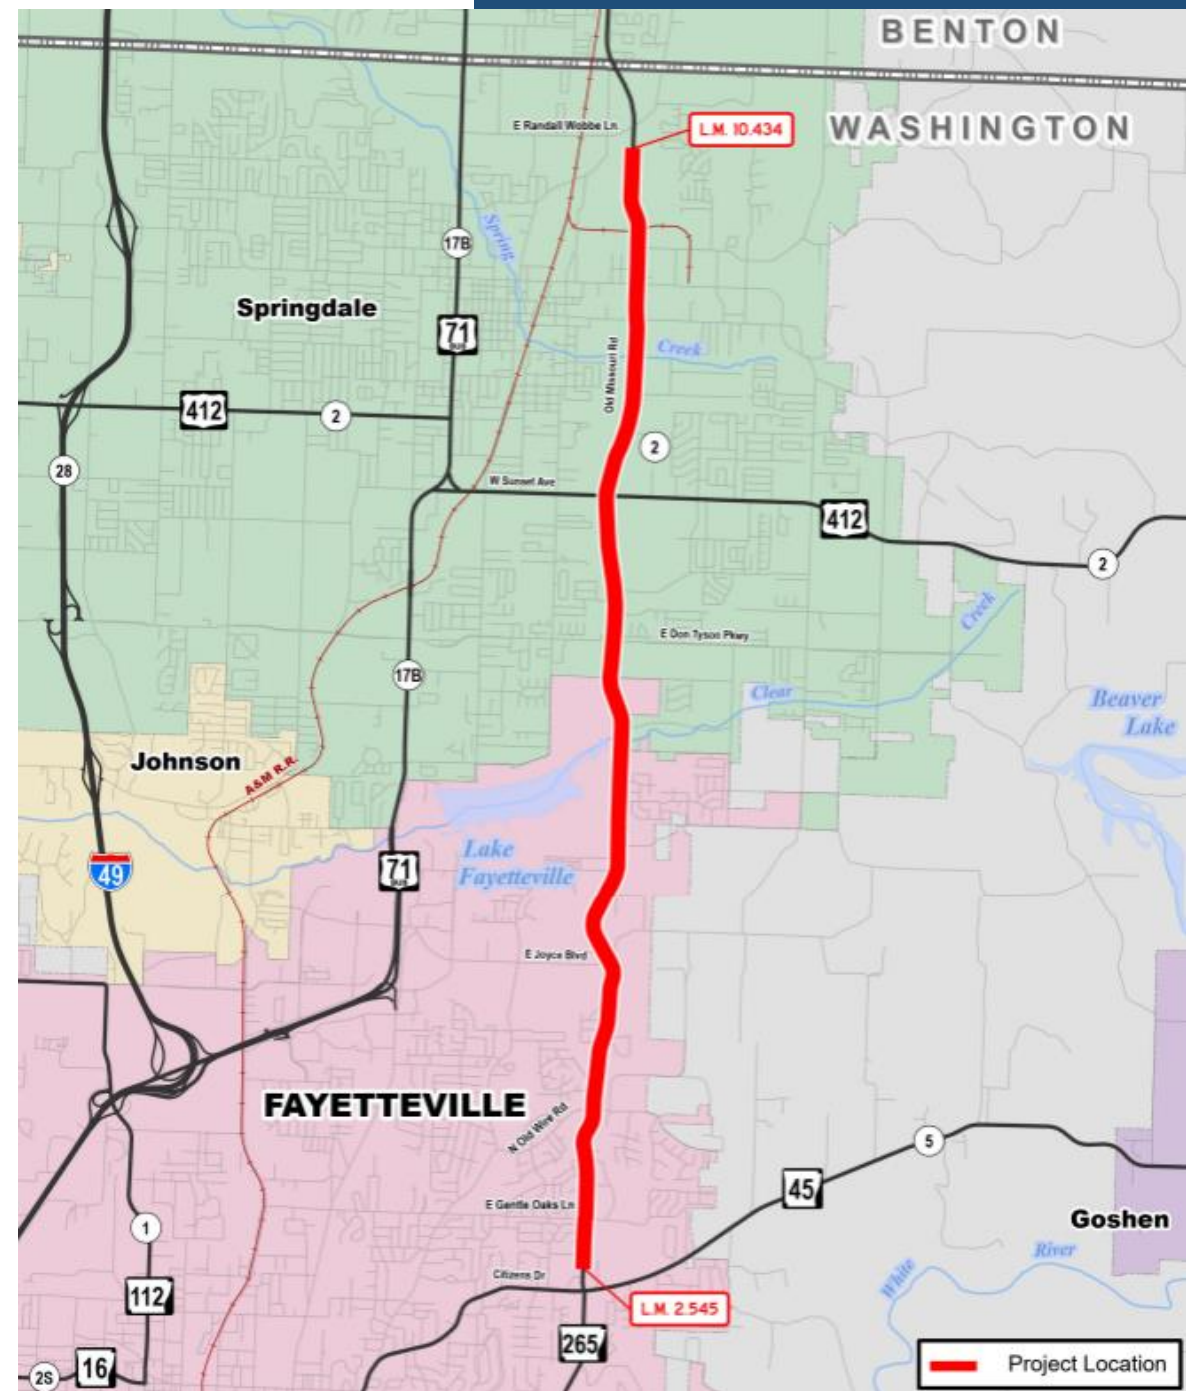 BENTON
E Randall Wobbe Ln.
L.M. 10.434
WASHINGTON
17B
Spring
Springdale
71
BUS
Old Missouri Rd
Creek
412
2
28
2
W Sunset Ave
412
2
Creek
E Don Tyson Pkwy
17B
Clear
Beaver
Lake
Johnson
A&M R.R.
Lake
Fayetteville
71
BUS
49
E Joyce Blvd
FAYETTEVILLE
N Old Wire Rd
5
45
E Gentle Oaks Ln
Goshen
1
River
White
Citizens Dr
112
L.M. 2.545
265
16
2S
Project Location